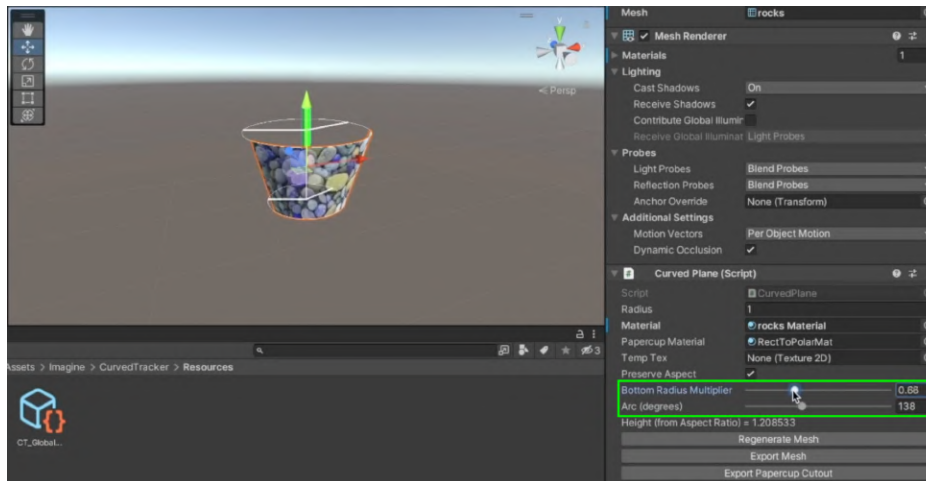 Mesh rocks
Mesh Renderer
Materials 1
Lighting
Cast Shadows On
Receive Shadows
Contribute Global Illumir
Receive Global Illuminat Light Probes
Probes
Light Probes Blend Probes
Reflection Probes Blend Probes
Anchor Override None (Transform)
Additional Settings
Motion Vectors Per Object Motion
Dynamic Occlusion
# Curved Plane (Script)
Script CurvedPlane
Radius 1
Material rocks Material
Papercup Material RectToPolarMat
Temp Tex None (Texture 2D)
Preserve Aspect
Bottom Radius Multiplier 0.66
Arc (degrees) 138
Height (from Aspect Ratio) = 1.208533
Regenerate Mesh
Export Mesh
Export Papercup Cutout
y
< Persp
3
Assets > Imagine > CurvedTracker > Resources
CT_Global...